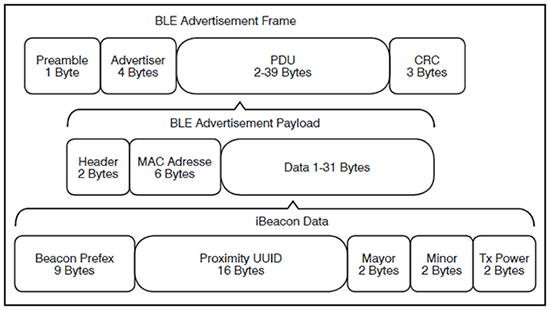 BLE Advertisement Frame
Preamble
1 Byte
Advertiser
4 Bytes
PDU
2-39 Bytes
CRC
3 Bytes
BLE Advertisement Payload
Header
2 Bytes
MAC Adresse
6 Bytes
Data 1-31 Bytes
iBeacon Data
Beacon Prefex
9 Bytes
Proximity UUID
16 Bytes
Mayor
2 Bytes
Minor
2 Bytes
Tx Power
2 Bytes